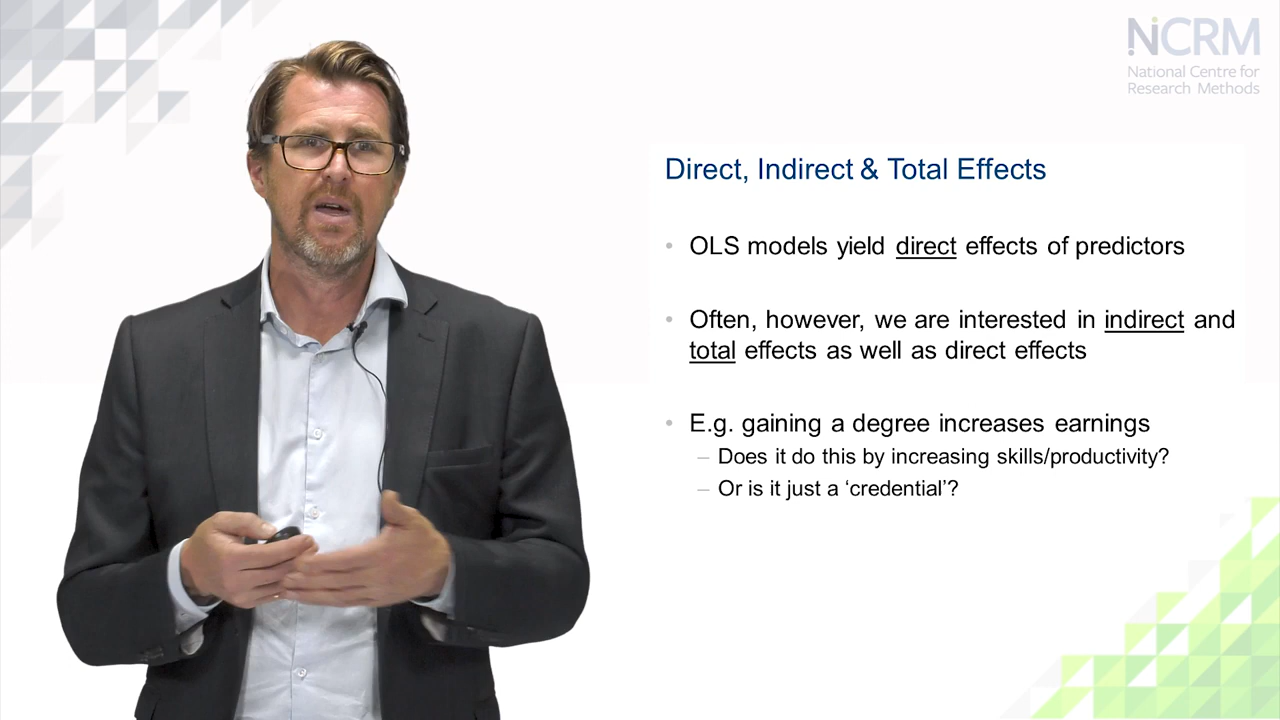 NCRM
National Centre for
Research Methods
Direct, Indirect & Total Effects
• OLS models yield direct effects of predictors
• Often, however, we are interested in indirect and
total effects as well as direct effects
• E.g. gaining a degree increases earnings
– Does it do this by increasing skills/productivity?
– Or is it just a ‘credential’?